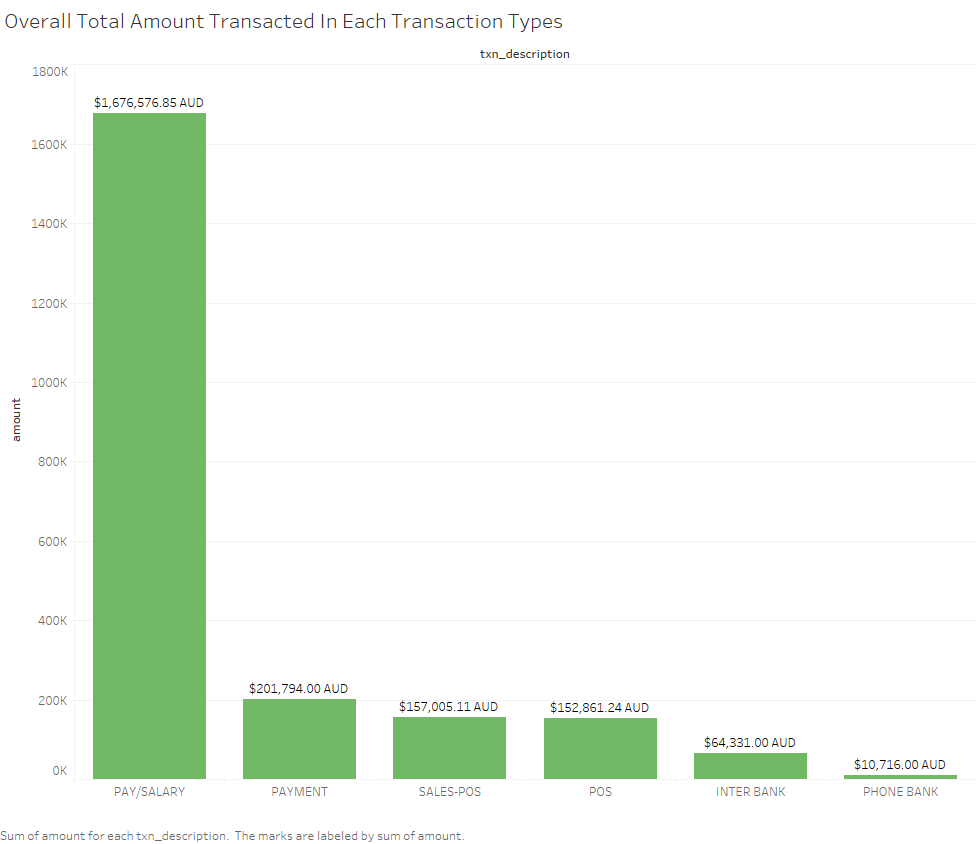 Overall Total Amount Transacted In Each Transaction Types
txn_description
1800K
$1,676,576.85 AUD
1600K
1400K
1200K
1000K
amount
800K
600K
400K
$201,794.00 AUD
200K
$157,005.11 AUD
$152,861.24 AUD
$64,331.00 AUD
$10,716.00 AUD
0K
PAY/SALARY PAYMENT SALES-POS POS INTER BANK PHONE BANK
Sum of amount for each txn_description. The marks are labeled by sum of amount.